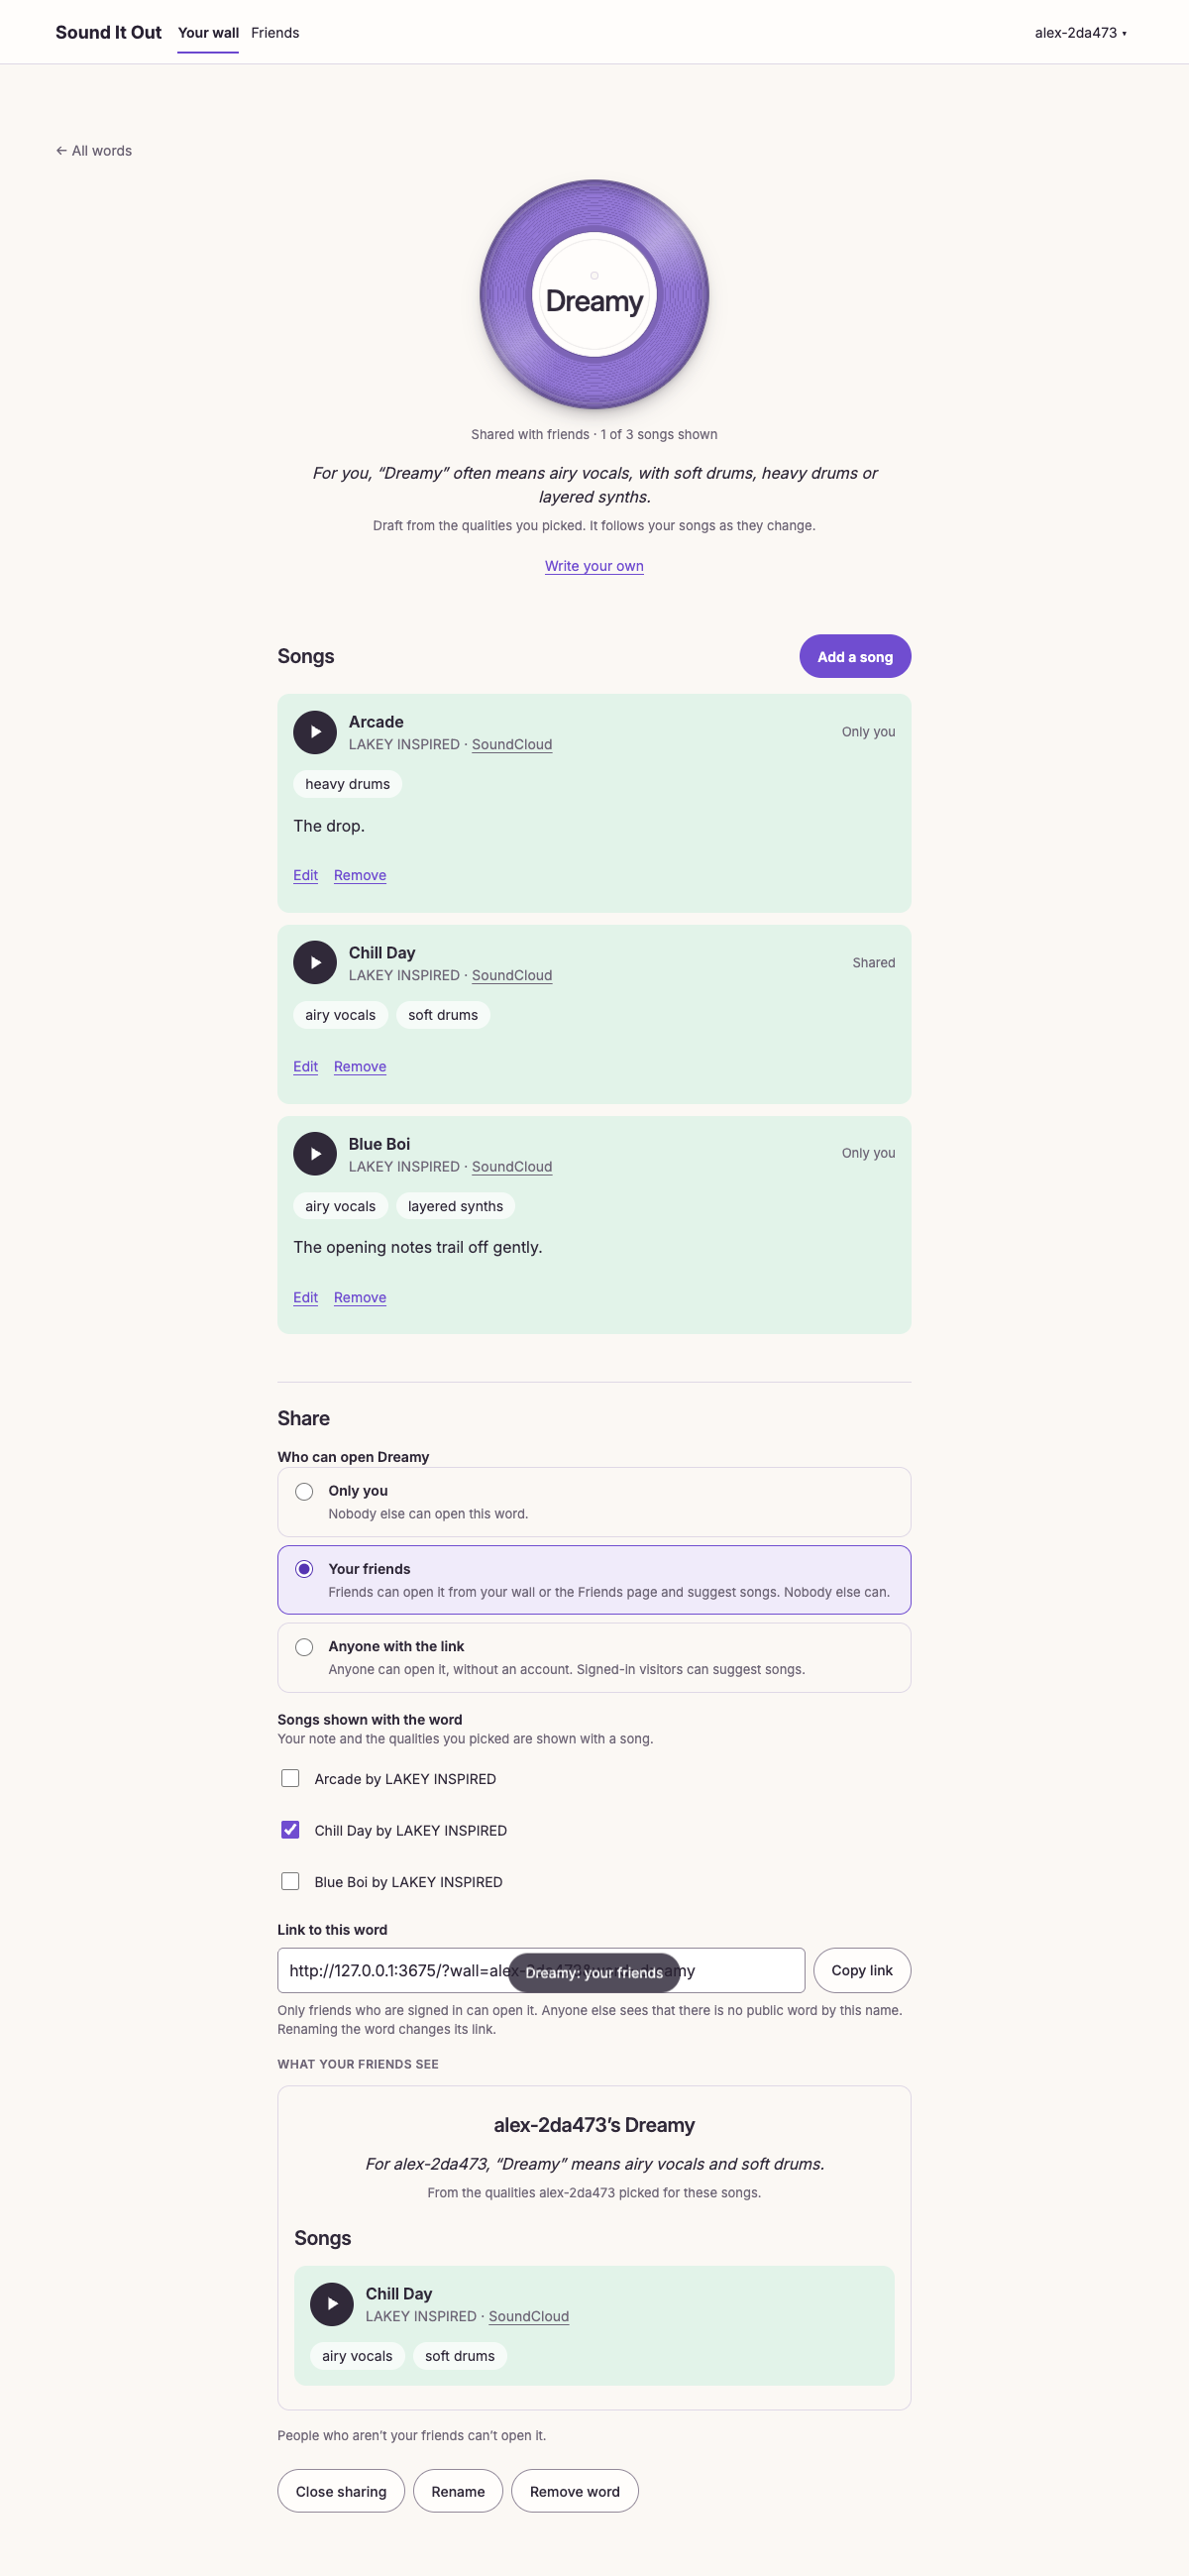 Sound It Out Your wall Friends alex-2da473 ▾
← All words
Dreamy
Shared with friends · 1 of 3 songs shown
For you, “Dreamy” often means airy vocals, with soft drums, heavy drums or
layered synths.
Draft from the qualities you picked. It follows your songs as they change.
Write your own
Songs
Add a song
Arcade
LAKEY INSPIRED · SoundCloud
Only you
heavy drums
The drop.
Edit Remove
Chill Day
LAKEY INSPIRED · SoundCloud
Shared
airy vocals soft drums
Edit Remove
Blue Boi
LAKEY INSPIRED · SoundCloud
Only you
airy vocals layered synths
The opening notes trail off gently.
Edit Remove
Share
Who can open Dreamy
Only you
Nobody else can open this word.
Your friends
Friends can open it from your wall or the Friends page and suggest songs. Nobody else can.
Anyone with the link
Anyone can open it, without an account. Signed-in visitors can suggest songs.
Songs shown with the word
Your note and the qualities you picked are shown with a song.
Arcade by LAKEY INSPIRED
Chill Day by LAKEY INSPIRED
Blue Boi by LAKEY INSPIRED
Link to this word
http://127.0.0.1:3675/?wall=alex
Dreamy: your friends
Copy link
Only friends who are signed in can open it. Anyone else sees that there is no public word by this name.
Renaming the word changes its link.
WHAT YOUR FRIENDS SEE
alex-2da473’s Dreamy
For alex-2da473, “Dreamy” means airy vocals and soft drums.
From the qualities alex-2da473 picked for these songs.
Songs
Chill Day
LAKEY INSPIRED · SoundCloud
airy vocals soft drums
People who aren’t your friends can’t open it.
Close sharing Rename Remove word